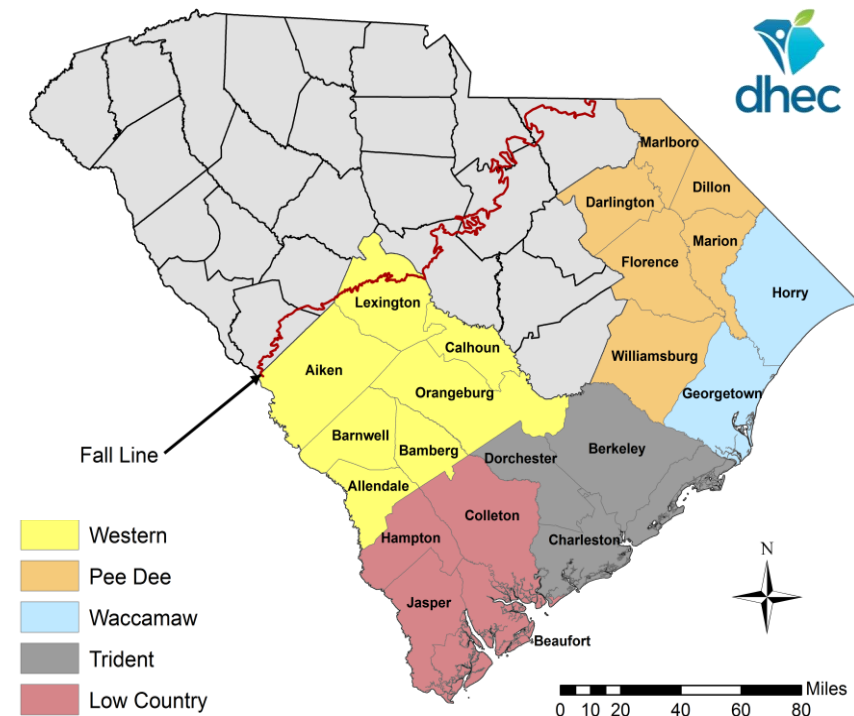 dhec
Marlboro
Dillon
Darlington
Marion
Florence
Horry
Lexington
Calhoun
Williamsburg
Aiken
Orangeburg
Georgetown
Barnwell
Bamberg
Dorchester
Berkeley
Fall Line
Allendale
Colleton
Hampton
Charleston
Jasper
Beaufort
Western
Pee Dee
Waccamaw
Trident
Low Country
N
Miles
0 10 20 40 60 80